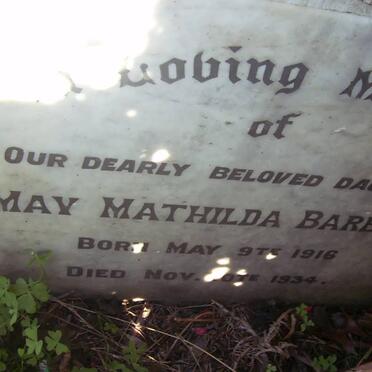 Loving
of
OUR DEARLY BELOVED
MAY MATHILDA
BORN MAY 9TH 1916
DIED NOV. 1934.